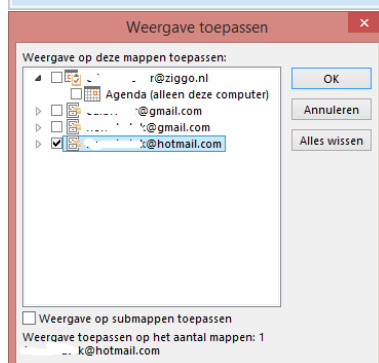 Weergave toepassen
Weergave op deze mappen toepassen:
r@ziggo.nl
OK
Agenda (alleen deze computer)
@gmail.com
Annuleren
@gmail.com
k@hotmail.com
Alles wissen
Weergave op submappen toepassen
Weergave toepassen op het aantal mappen: 1
k@hotmail.com